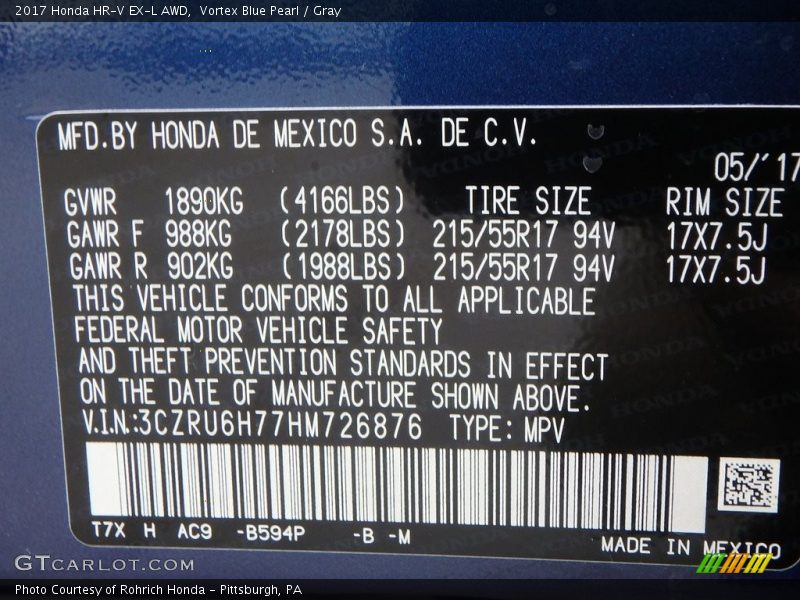 2017 Honda HR-V EX-L AWD,  Vortex Blue Pearl / Gray
MFD.BY HONDA DE MEXICO S.A. DE C.V.
05/'17
GVWR 1890KG (4166LBS) TIRE SIZE RIM SIZE
GAWR F 988KG (2178LBS) 215/55R17 94V 17X7.5J
GAWR R 902KG (1988LBS) 215/55R17 94V 17X7.5J
THIS VEHICLE CONFORMS TO ALL APPLICABLE
FEDERAL MOTOR VEHICLE SAFETY
AND THEFT PREVENTION STANDARDS IN EFFECT
ON THE DATE OF MANUFACTURE SHOWN ABOVE.
V.I.N:3CZRU6H77HM726876 TYPE: MPV
T7X H AC9 -B594P -B -M
MADE IN MEXICO
GTCARLOT.COM
Photo Courtesy of Rohrich Honda - Pittsburgh, PA